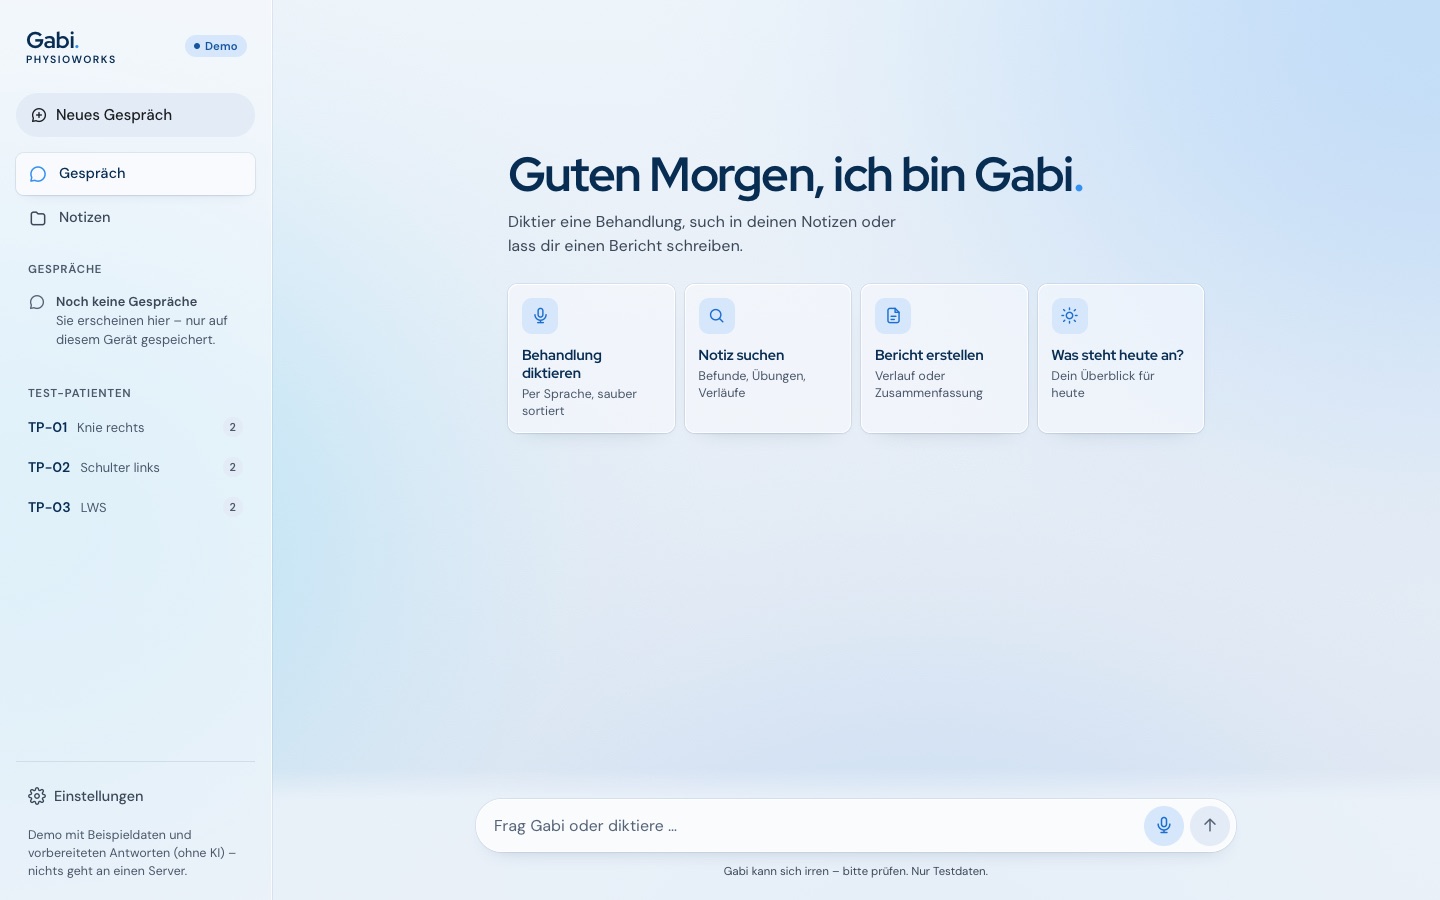 Gabi.
PHYSIOWORKS
Demo
Neues Gespräch
Gespräch
Notizen
GESPRÄCHE
Noch keine Gespräche
Sie erscheinen hier – nur auf
diesem Gerät gespeichert.
TEST-PATIENTEN
TP-01 Knie rechts 2
TP-02 Schulter links 2
TP-03 LWS 2
Einstellungen
Demo mit Beispieldaten und
vorbereiteten Antworten (ohne KI) –
nichts geht an einen Server.
Guten Morgen, ich bin Gabi.
Diktier eine Behandlung, such in deinen Notizen oder
lass dir einen Bericht schreiben.
Behandlung
diktieren
Per Sprache, sauber
sortiert
Notiz suchen
Befunde, Übungen,
Verläufe
Bericht erstellen
Verlauf oder
Zusammenfassung
Was steht heute an?
Dein Überblick für
heute
Frag Gabi oder diktiere ...
Gabi kann sich irren – bitte prüfen. Nur Testdaten.